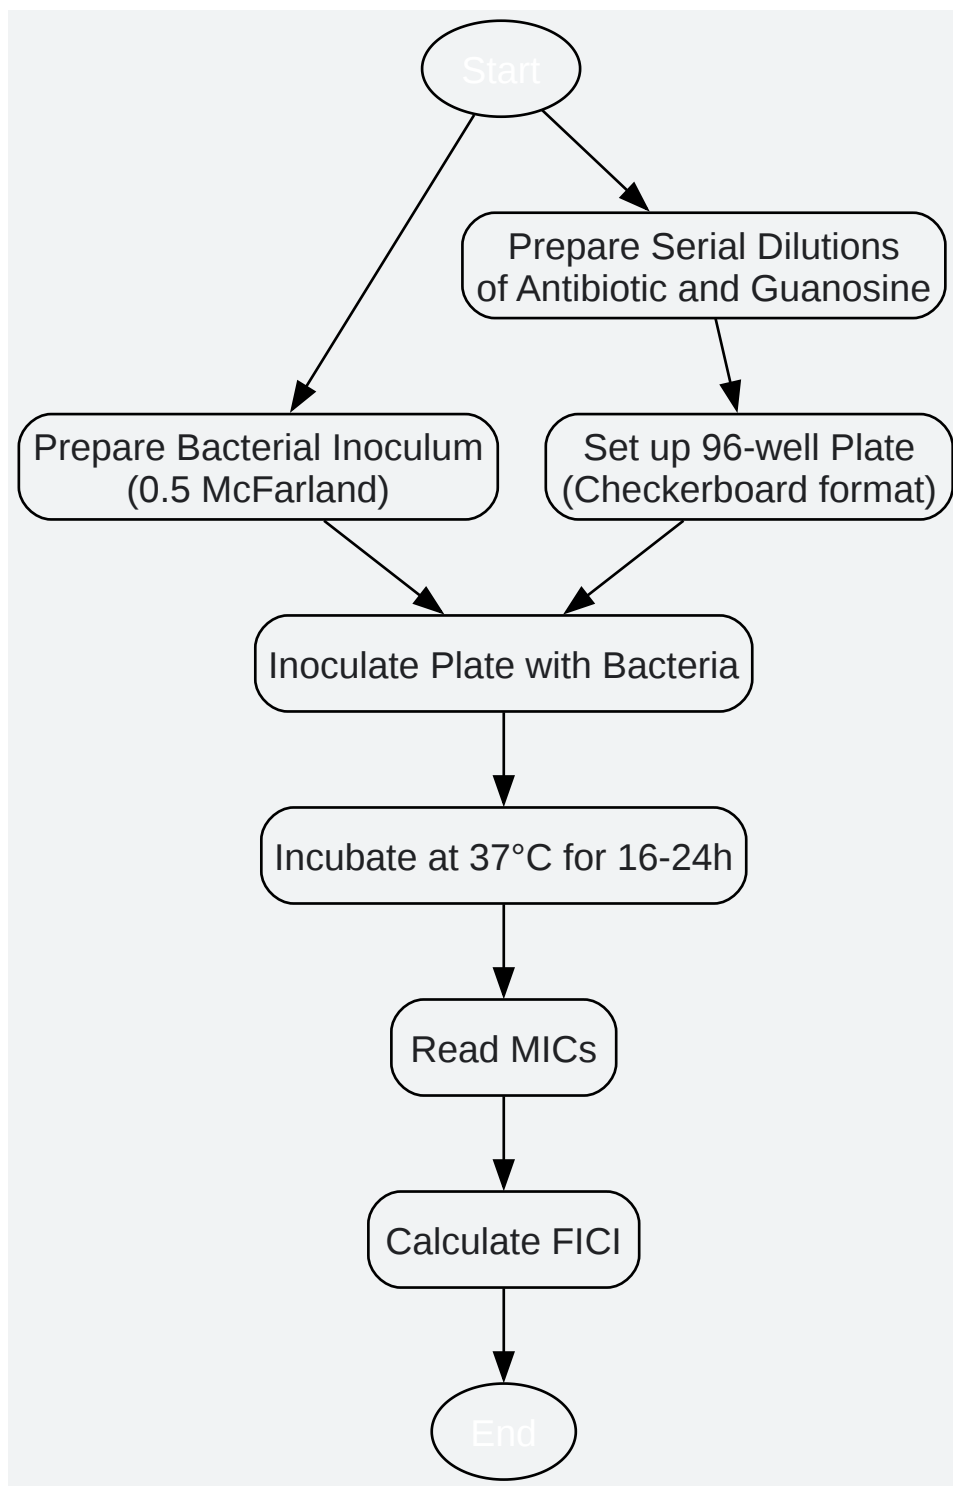 Start
Prepare Serial Dilutions
of Antibiotic and Guanosine
Prepare Bacterial Inoculum
(0.5 McFarland)
Set up 96-well Plate
(Checkerboard format)
Inoculate Plate with Bacteria
Incubate at 37°C for 16-24h
Read MICs
Calculate FICI
End